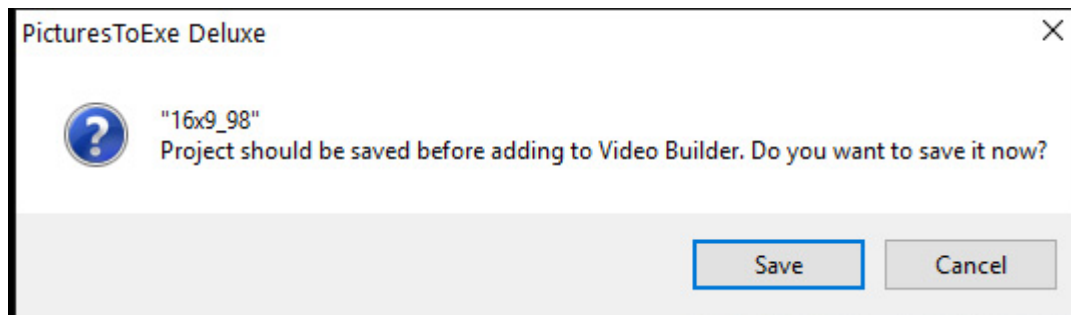 PicturesToExe Deluxe
"16x9_98"
Project should be saved before adding to Video Builder. Do you want to save it now?
Save Cancel